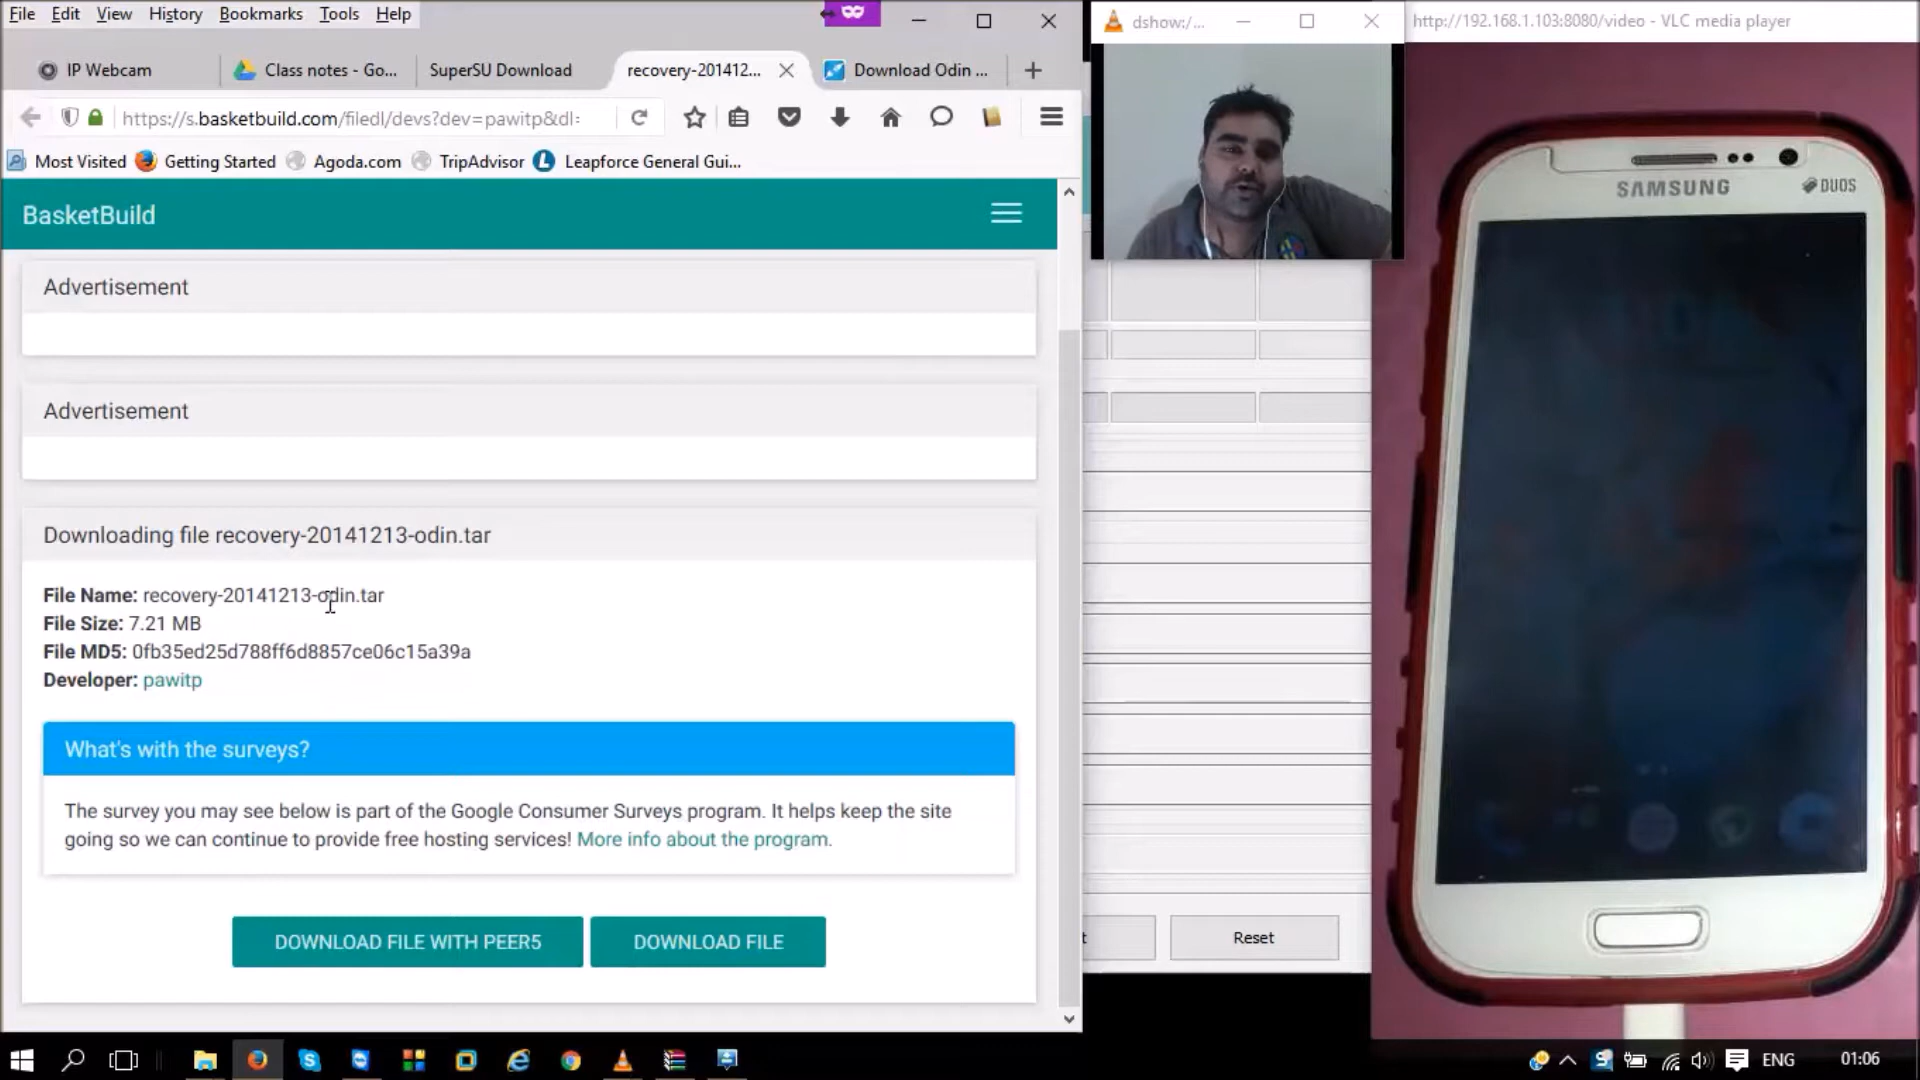 File Edit View History Bookmarks Tools Help
dshow:/...
http://192.168.1.103:8080/video - VLC media player
IP Webcam
Class notes - Go...
SuperSU Download
recovery-201412...
Download Odin ...
https://s.basketbuild.com/filedl/devs?dev=pawitp&dl=
Most Visited Getting Started Agoda.com TripAdvisor Leapforce General Gui...
BasketBuild
Advertisement
Advertisement
Downloading file recovery-20141213-odin.tar
File Name: recovery-20141213-odin.tar
File Size: 7.21 MB
File MD5: 0fb35ed25d788ff6d8857ce06c15a39a
Developer: pawitp
What's with the surveys?
The survey you may see below is part of the Google Consumer Surveys program. It helps keep the site
going so we can continue to provide free hosting services! More info about the program.
DOWNLOAD FILE WITH PEER5
DOWNLOAD FILE
t
Reset
SAMSUNG
DUOS
ENG
01:06